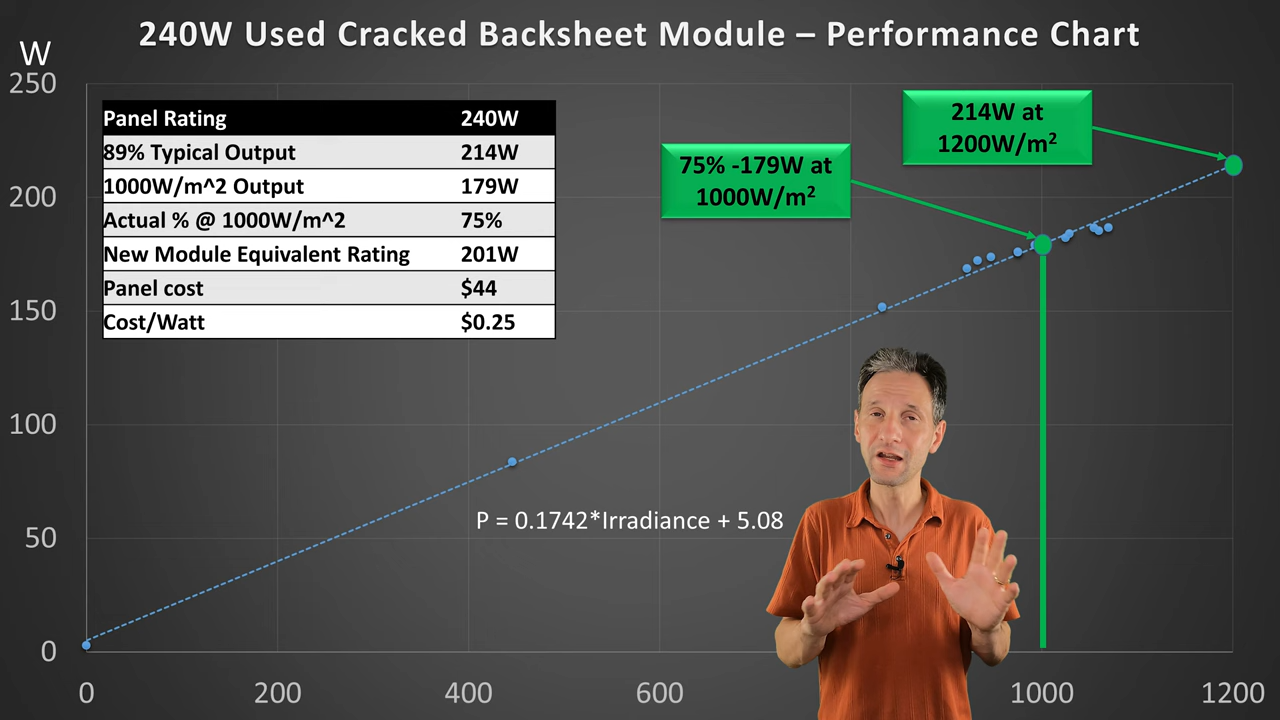 240W Used Cracked Backsheet Module – Performance Chart
W
250
200
150
100
50
0
Panel Rating 240W
89% Typical Output 214W
1000W/m^2 Output 179W
Actual % @ 1000W/m^2 75%
New Module Equivalent Rating 201W
Panel cost $44
Cost/Watt $0.25
75% -179W at
1000W/m²
214W at
1200W/m²
P = 0.1742*Irradiance + 5.08
0 200 400 600 1000 1200